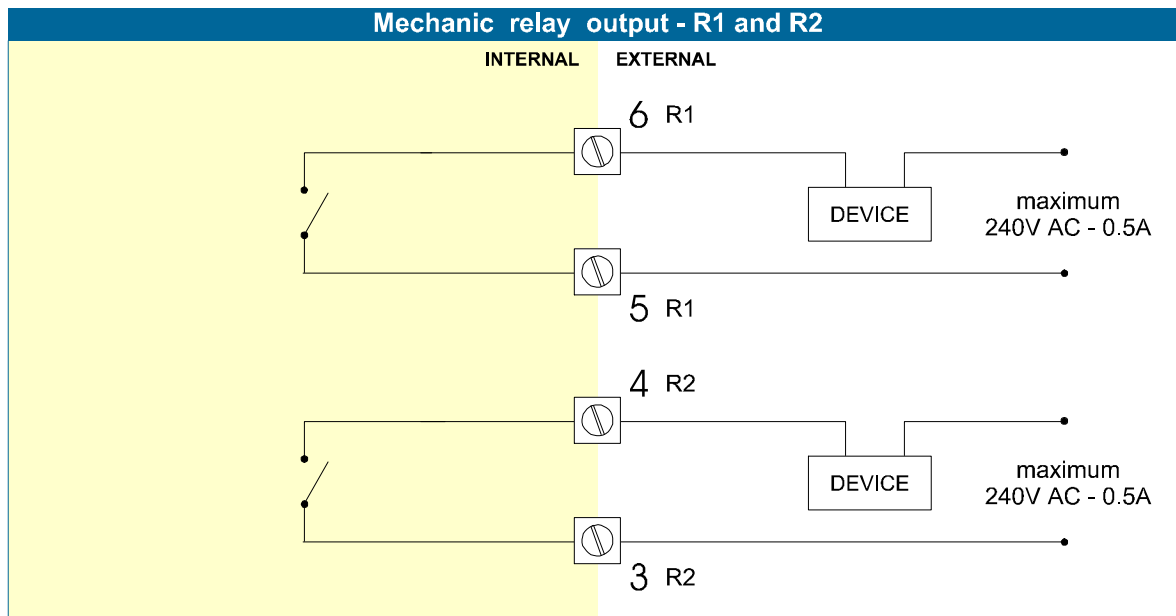 Mechanic relay output - R1 and R2
INTERNAL EXTERNAL
6 R1
DEVICE
maximum
240V AC - 0.5A
5 R1
4 R2
DEVICE
maximum
240V AC - 0.5A
3 R2